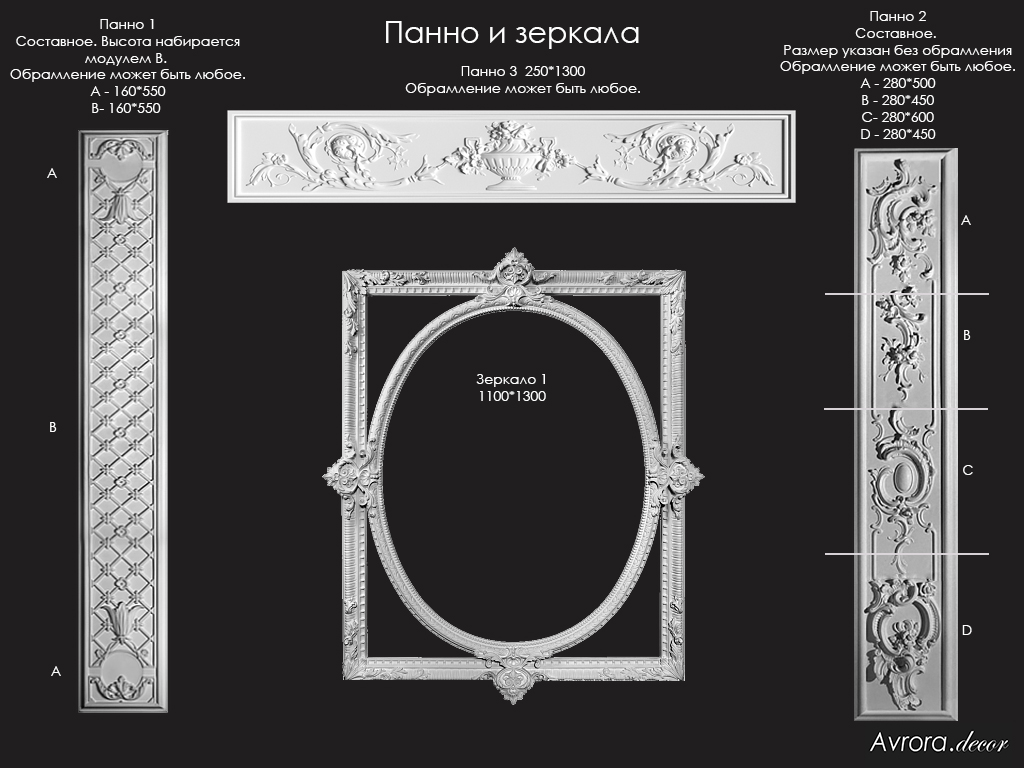 Панно и зеркала
Панно 1
Составное. Высота набирается
модулем В.
Обрамление может быть любое.
А - 160*550
В- 160*550
A
B
A
Панно 3 250*1300
Обрамление может быть любое.
Зеркало 1
1100*1300
Панно 2
Составное.
Размер указан без обрамления
Обрамление может быть любое.
A - 280*500
B - 280*450
C- 280*600
D - 280*450
A
B
C
D
Avrora.decor